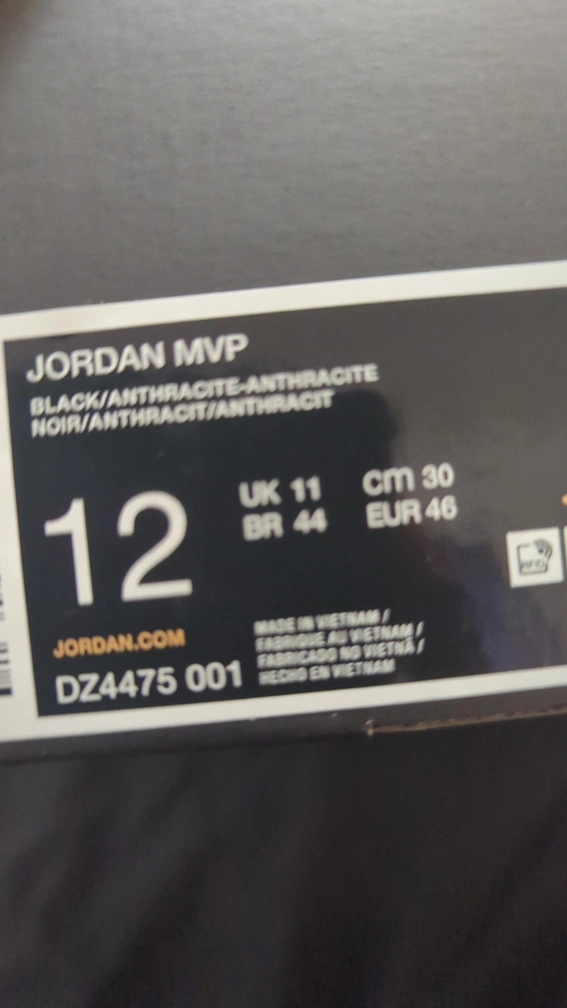 JORDAN MVP
BLACK/ANTHRACITE-ANTHRACITE
NOIR/ANTHRACIT/ANTHRACIT
12
UK 11 cm 30
BR 44 EUR 46
JORDAN.COM
DZ4475 001
MADE IN VIETNAM /
FABRIQUE AU VIETNAM /
FABRICADO NO VIETNÃ /
HECHO EN VIETNAM
RFID